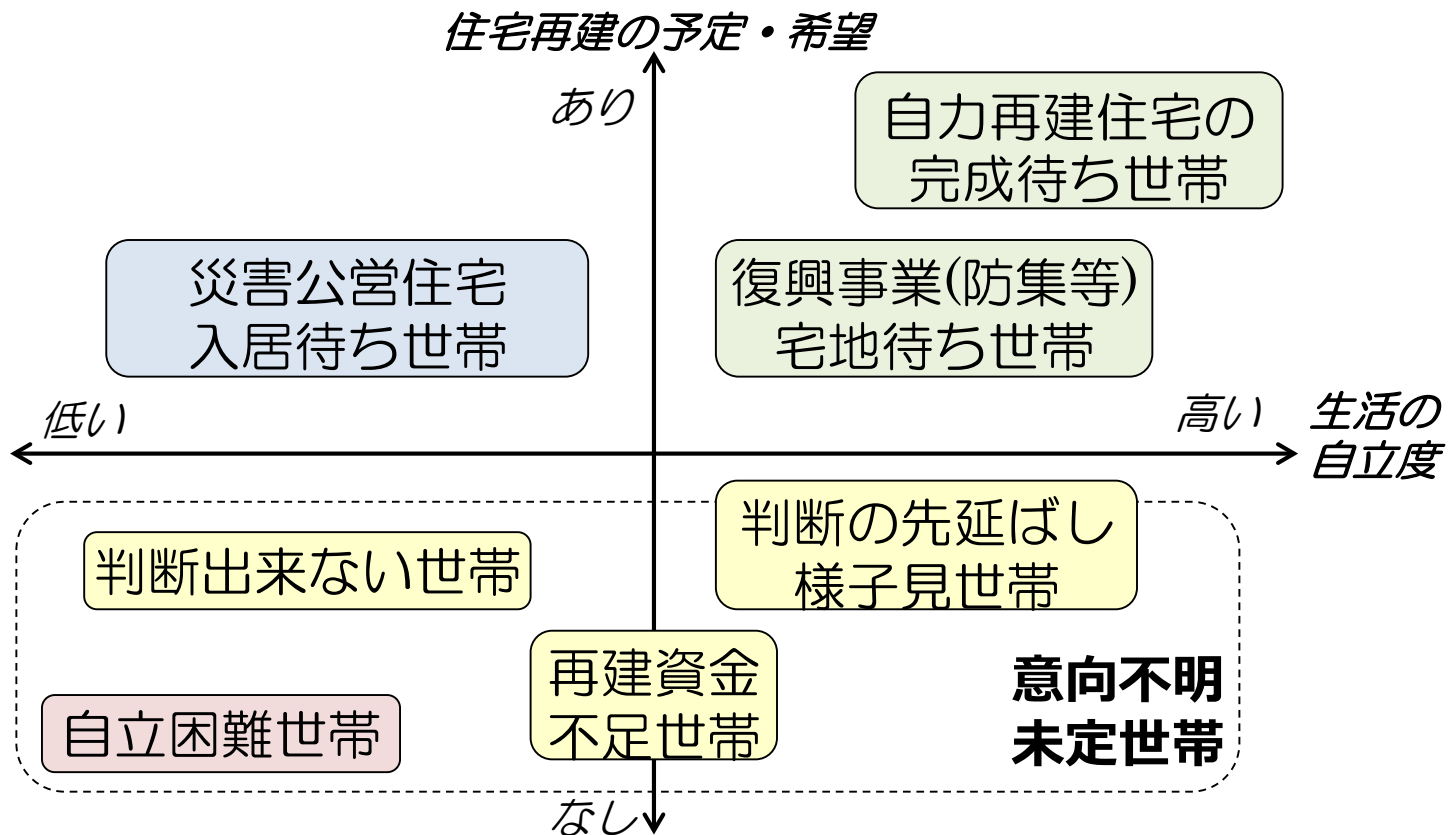 住宅再建の予定・希望
あり
自力再建住宅の
完成待ち世帯
災害公営住宅
入居待ち世帯
復興事業(防集等)
宅地待ち世帯
低い
高い
生活の
自立度
判断出来ない世帯
判断の先延ばし
様子見世帯
再建資金
不足世帯
意向不明
未定世帯
自立困難世帯
なし